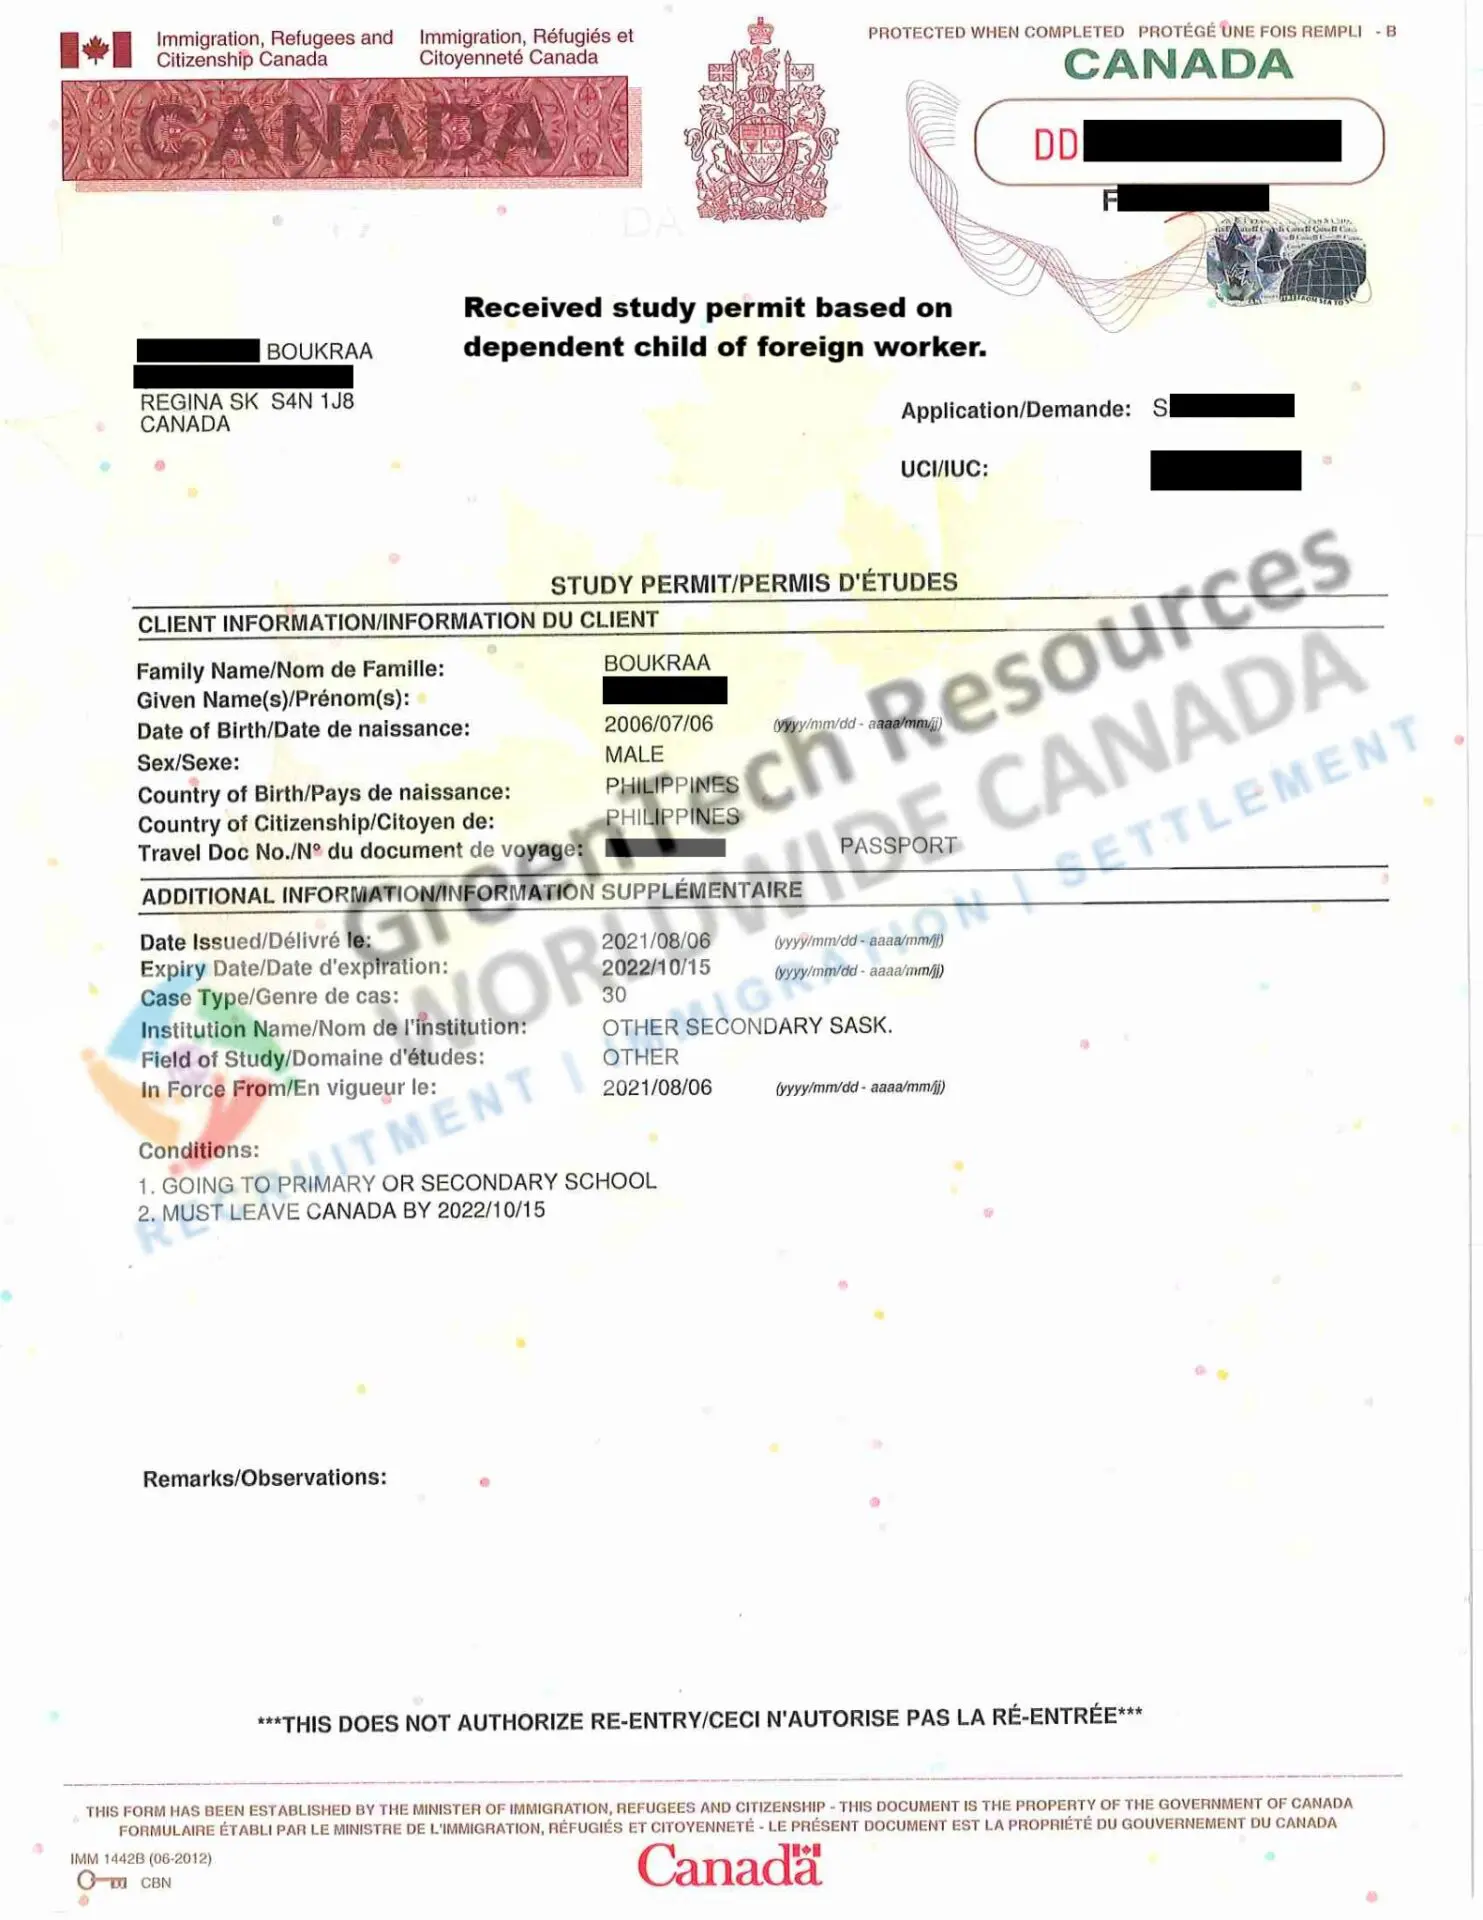 Immigration, Refugees and Citizenship Canada
Immigration, Réfugiés et Citoyenneté Canada
PROTECTED WHEN COMPLETED PROTÉGÉ UNE FOIS REMPLI - B
CANADA
CANADA
DD
F
Received study permit based on
dependent child of foreign worker.
BOUKRAA
REGINA SK S4N 1J8
CANADA
Application/Demande: S
UCI/IUC:
STUDY PERMIT/PERMIS D'ÉTUDES
CLIENT INFORMATION/INFORMATION DU CLIENT
Family Name/Nom de Famille: BOUKRAA
Given Name(s)/Prénom(s):
Date of Birth/Date de naissance: 2006/07/06 (yyyy/mm/dd - aaaa/mm/jj)
Sex/Sexe: MALE
Country of Birth/Pays de naissance: PHILIPPINES
Country of Citizenship/Citoyen de: PHILIPPINES
Travel Doc No./N° du document de voyage: PASSPORT
ADDITIONAL INFORMATION/INFORMATION SUPPLÉMENTAIRE
Date Issued/Délivré le: 2021/08/06 (yyyy/mm/dd - aaaa/mm/jj)
Expiry Date/Date d'expiration: 2022/10/15 (yyyy/mm/dd - aaaa/mm/jj)
Case Type/Genre de cas: 30
Institution Name/Nom de l'institution: OTHER SECONDARY SASK.
Field of Study/Domaine d'études: OTHER
In Force From/En vigueur le: 2021/08/06 (yyyy/mm/dd - aaaa/mm/jj)
Conditions:
1. GOING TO PRIMARY OR SECONDARY SCHOOL
2. MUST LEAVE CANADA BY 2022/10/15
GreenTech Resources
WORLDWIDE CANADA
RECRUITMENT | IMMIGRATION | SETTLEMENT
Remarks/Observations:
***THIS DOES NOT AUTHORIZE RE-ENTRY/CECI N'AUTORISE PAS LA RÉ-ENTRÉE***
THIS FORM HAS BEEN ESTABLISHED BY THE MINISTER OF IMMIGRATION, REFUGEES AND CITIZENSHIP - THIS DOCUMENT IS THE PROPERTY OF THE GOVERNMENT OF CANADA
FORMULAIRE ÉTABLI PAR LE MINISTRE DE L'IMMIGRATION, RÉFUGIÉS ET CITOYENNETÉ - LE PRÉSENT DOCUMENT EST LA PROPRIÉTÉ DU GOUVERNEMENT DU CANADA
IMM 1442B (06-2012)
CBN
Canada